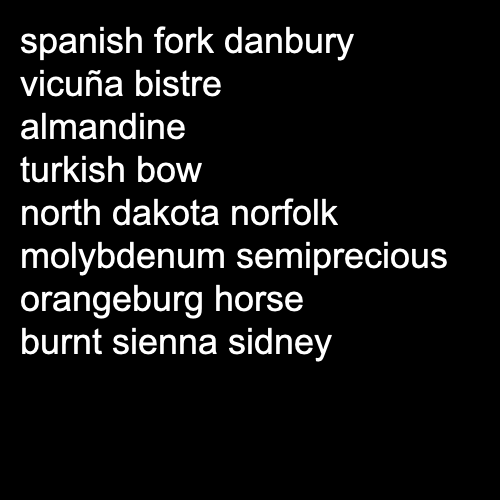 spanish fork danbury
vicuña bistre
almandine
turkish bow
north dakota norfolk
molybdenum semiprecious
orangeburg horse
burnt sienna sidney